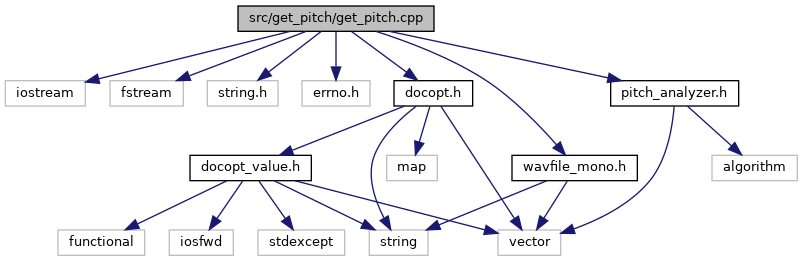 src/get_pitch/get_pitch.cpp
iostream
fstream
string.h
errno.h
docopt.h
pitch_analyzer.h
docopt_value.h
map
wavfile_mono.h
algorithm
functional
iosfwd
stdexcept
string
vector